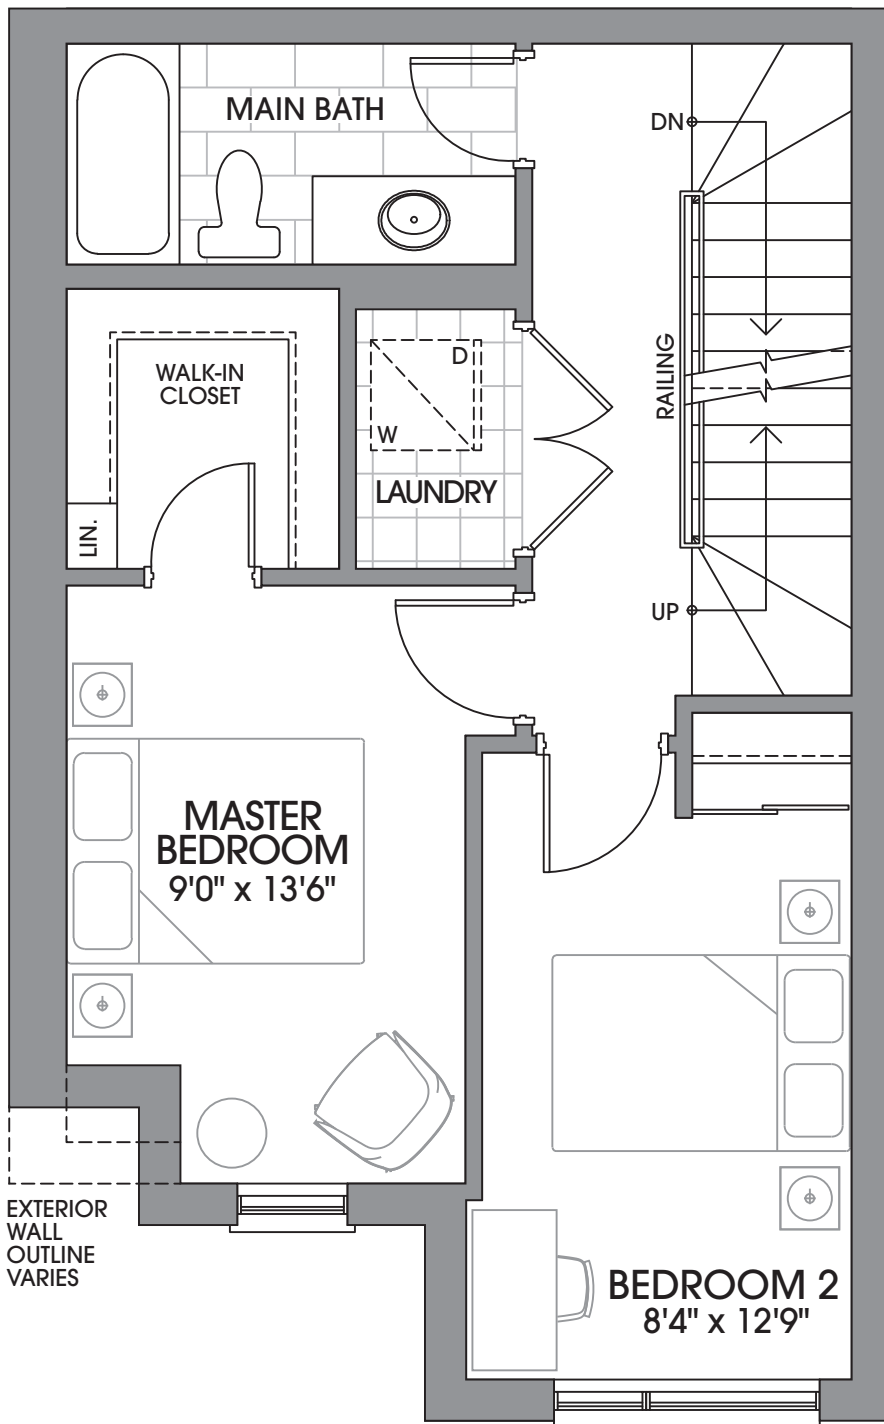 MAIN BATH
DN
WALK-IN
CLOSET
D
W
LAUNDRY
RAILING
LIN.
UP
MASTER
BEDROOM
9'0" x 13'6"
EXTERIOR
WALL
OUTLINE
VARIES
BEDROOM 2
8'4" x 12'9"